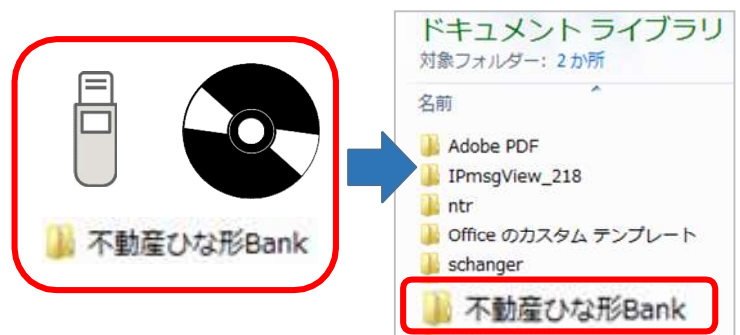 不動産ひな形Bank
ドキュメント ライブラリ
対象フォルダー: 2 か所
名前
Adobe PDF
IPmsgView_218
ntr
Office のカスタム テンプレート
schanger
不動産ひな形Bank